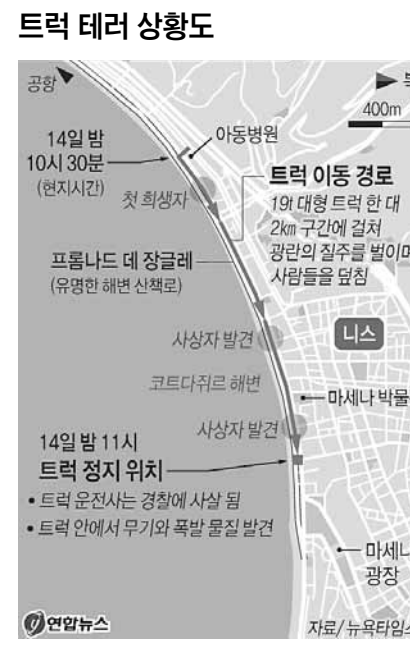 트럭 테러 상황도
공항
400m
아동병원
14일 밤
10시 30분
(현지시간)
첫 희생자
트럭 이동 경로
19t 대형 트럭 한 대
2㎞ 구간에 걸쳐
광란의 질주를 벌이며
사람들을 덮침
프롬나드 데 장글레
(유명한 해변 산책로)
사상자 발견
니스
코트다쥐르 해변
마세나 박물
사상자 발견
14일 밤 11시
트럭 정지 위치
• 트럭 운전사는 경찰에 사살 됨
• 트럭 안에서 무기와 폭발 물질 발견
마세나
광장
연합뉴스
자료/ 뉴욕타임스